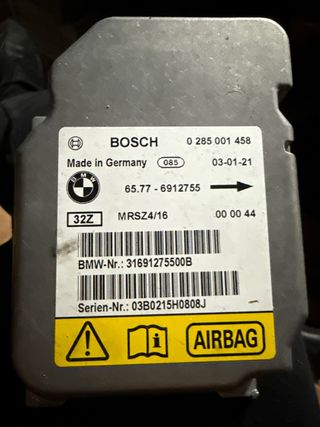 BOSCH 0 285 001 458
Made in Germany 085 03-01-21
BMW 65.77 - 6912755
32Z MRSZ4/16 00 00 44
BMW-Nr.: 31691275500B
Serien-Nr.: 03B0215H0808J
AIRBAG